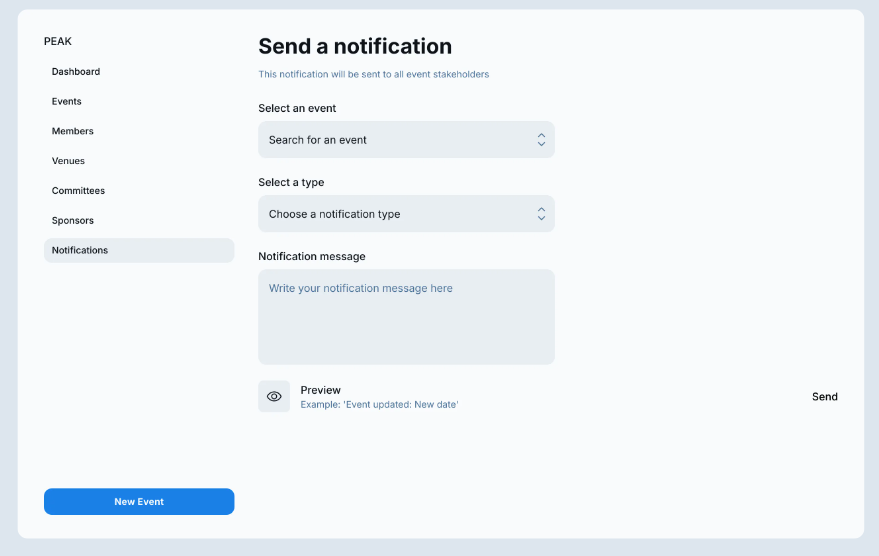 PEAK
Dashboard
Events
Members
Venues
Committees
Sponsors
Notifications
New Event
Send a notification
This notification will be sent to all event stakeholders
Select an event
Search for an event
Select a type
Choose a notification type
Notification message
Write your notification message here
Preview
Example: 'Event updated: New date'
Send